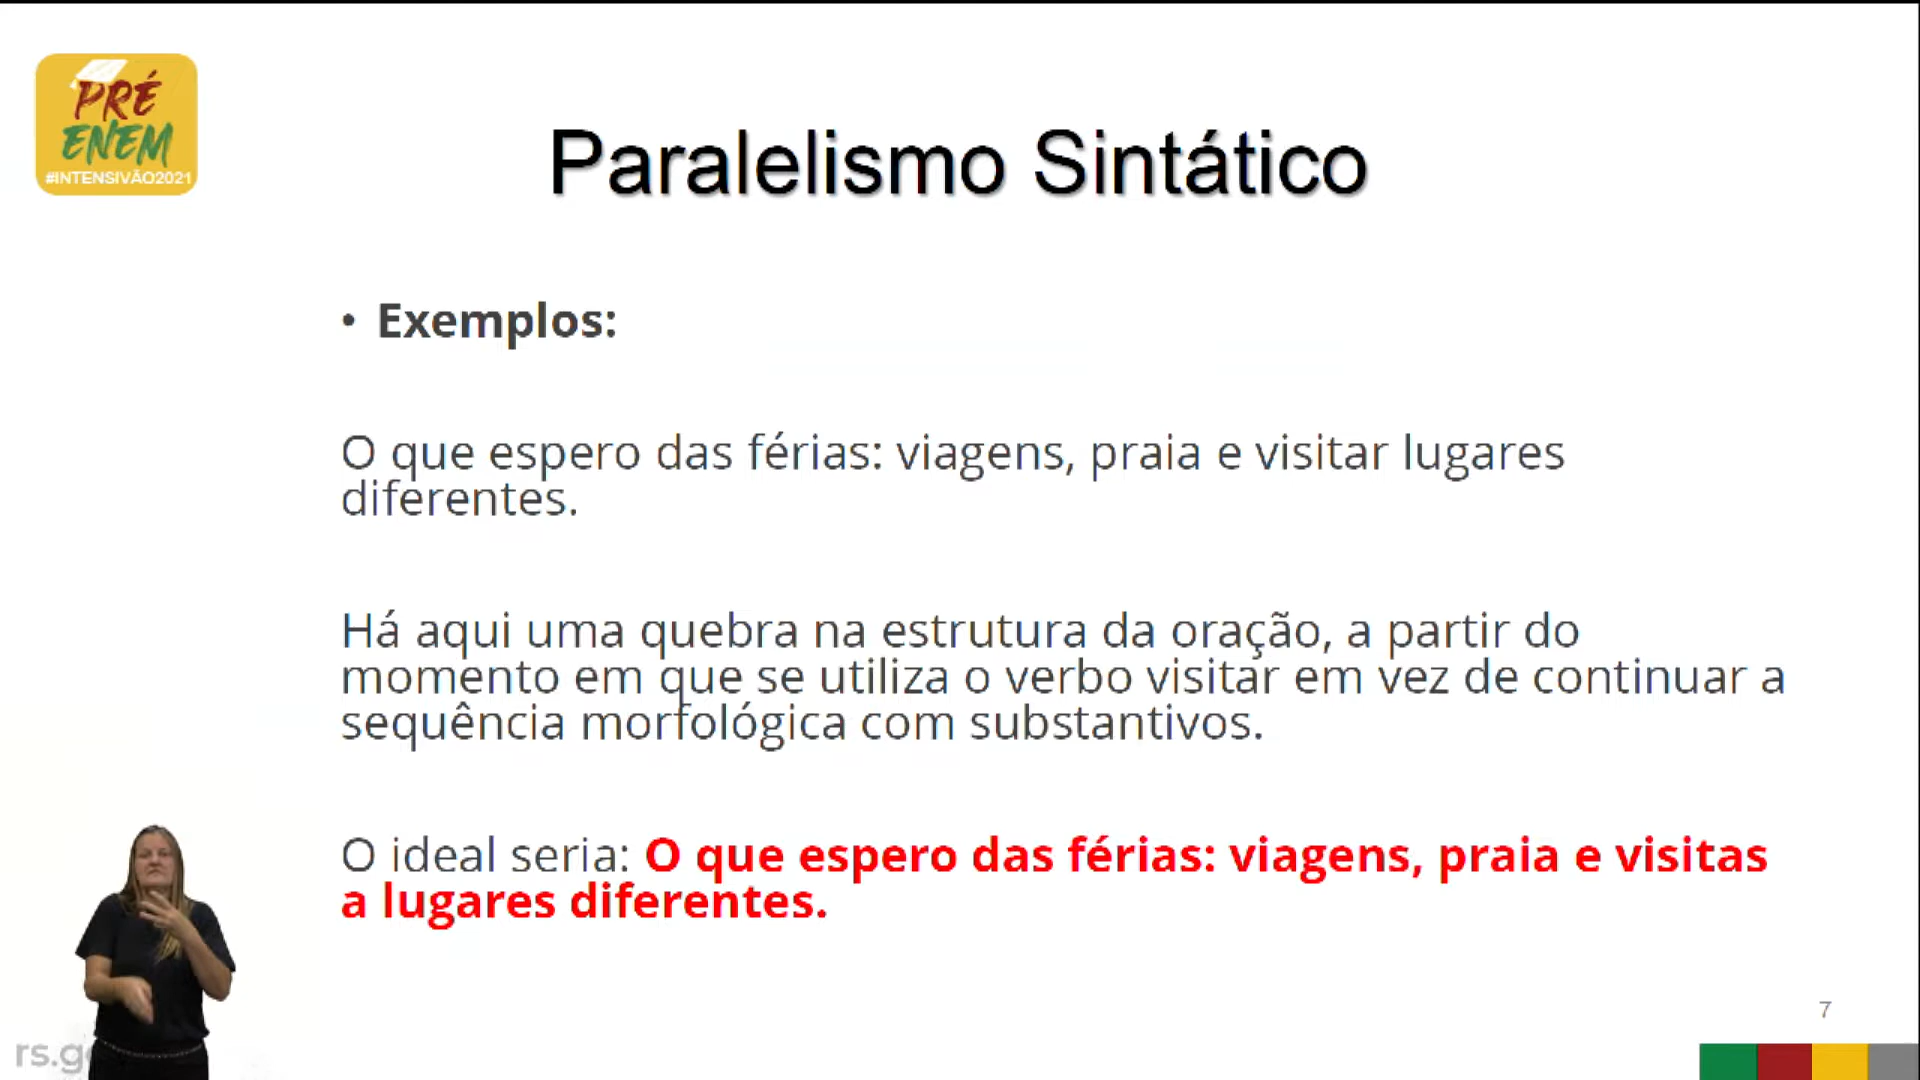 PRÉ
ENEM
#INTENSIVÃO2021
Paralelismo Sintático
• Exemplos:
O que espero das férias: viagens, praia e visitar lugares
diferentes.
Há aqui uma quebra na estrutura da oração, a partir do
momento em que se utiliza o verbo visitar em vez de continuar a
sequência morfológica com substantivos.
O ideal seria: O que espero das férias: viagens, praia e visitas
a lugares diferentes.
7